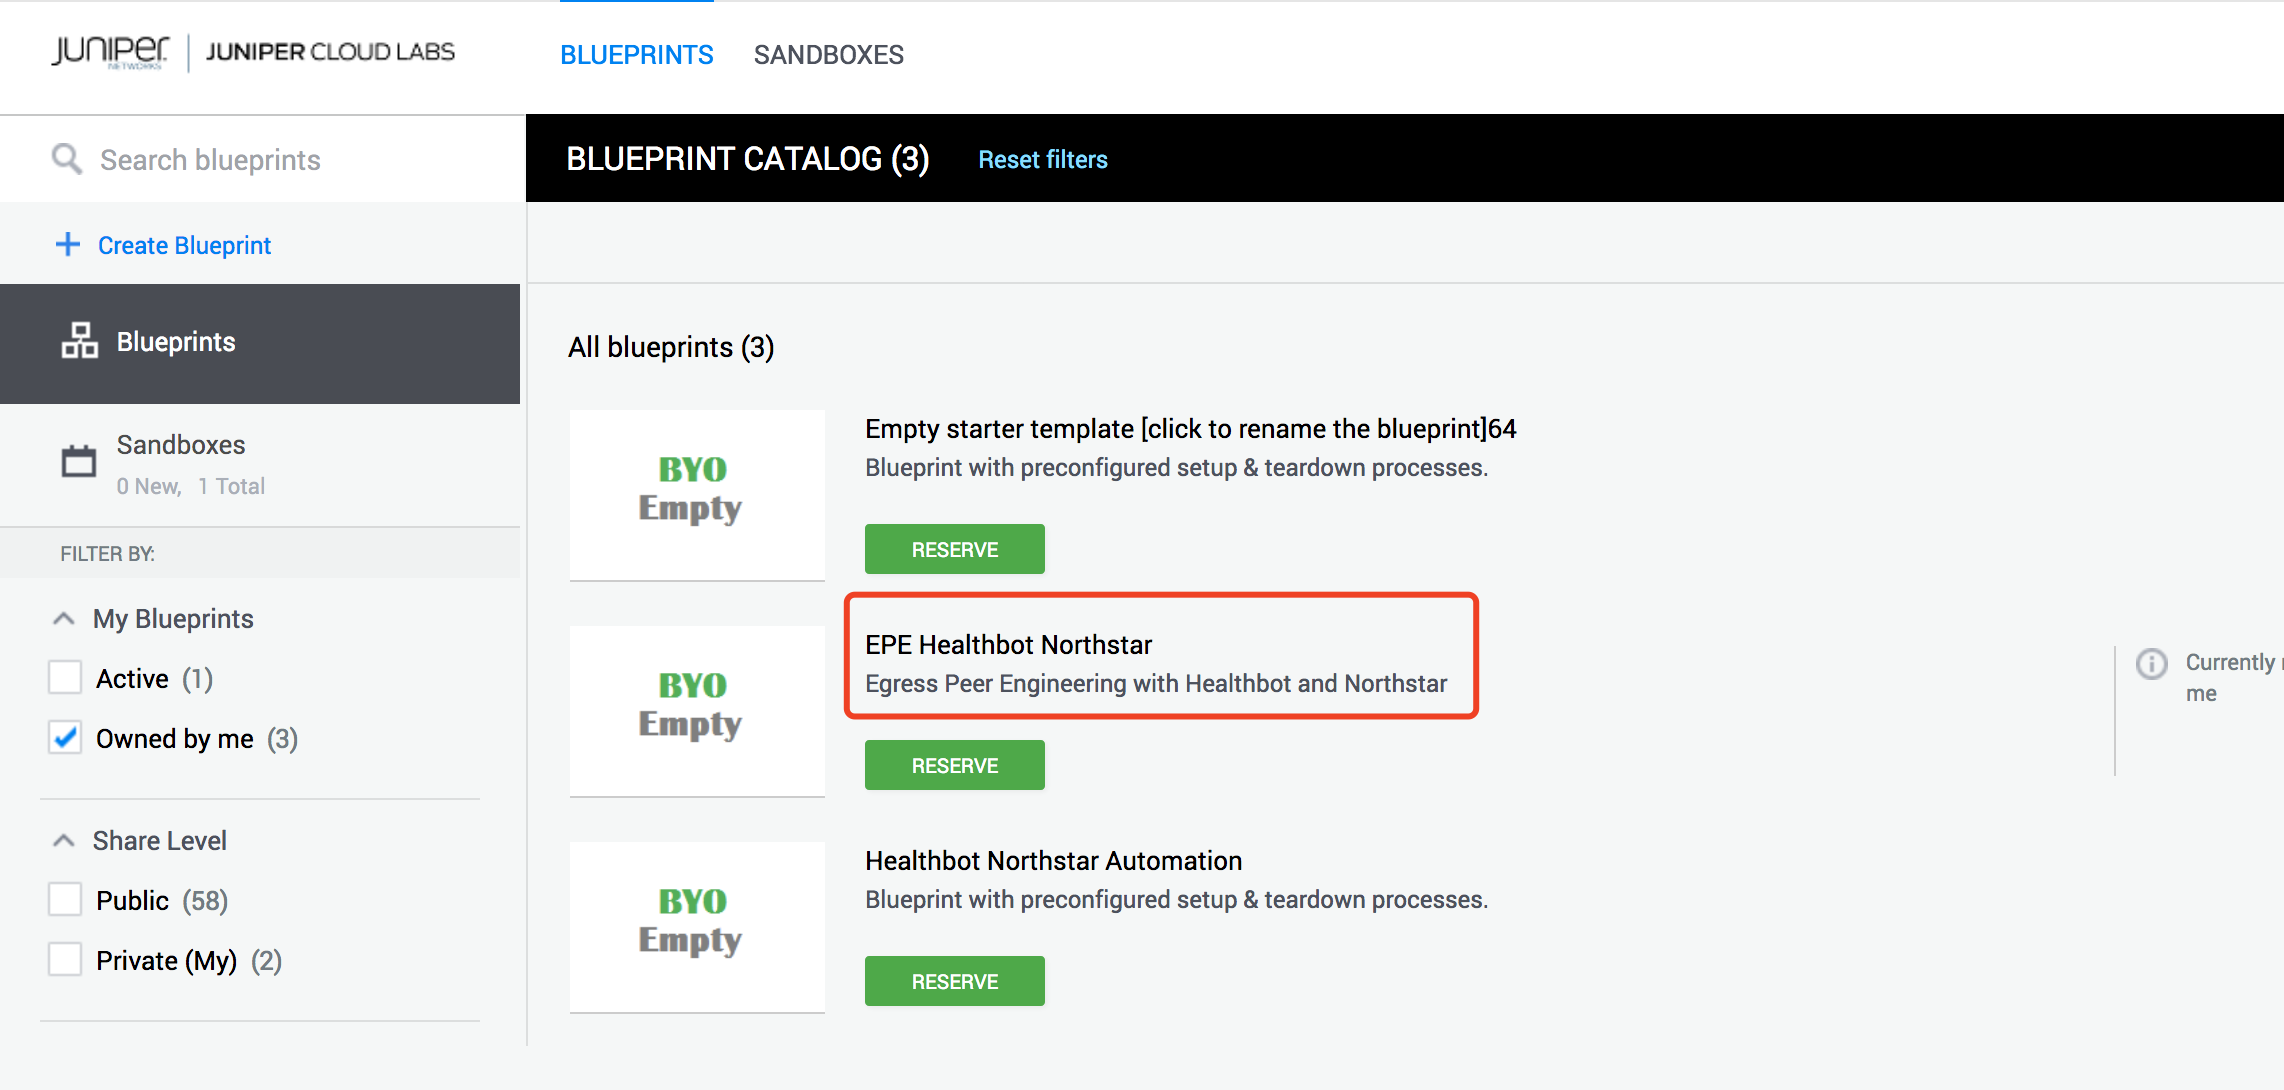 JUNIPER NETWORKS | JUNIPER CLOUD LABS
BLUEPRINTS SANDBOXES
Search blueprints
BLUEPRINT CATALOG (3) Reset filters
Create Blueprint
Blueprints
Sandboxes
0 New, 1 Total
FILTER BY:
My Blueprints
Active (1)
Owned by me (3)
Share Level
Public (58)
Private (My) (2)
All blueprints (3)
BYO
Empty
Empty starter template [click to rename the blueprint]64
Blueprint with preconfigured setup & teardown processes.
RESERVE
BYO
Empty
EPE Healthbot Northstar
Egress Peer Engineering with Healthbot and Northstar
RESERVE
Currently
me
BYO
Empty
Healthbot Northstar Automation
Blueprint with preconfigured setup & teardown processes.
RESERVE